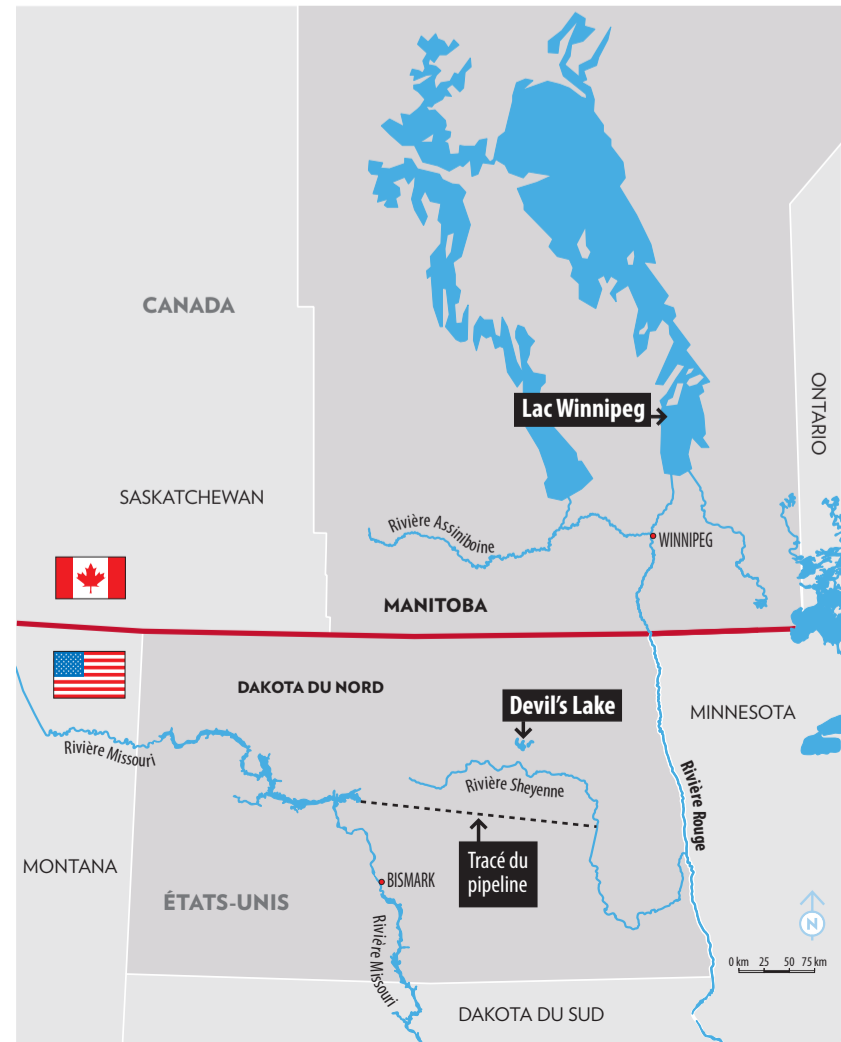 CANADA
Lac Winnipeg
ONTARIO
SASKATCHEWAN
Rivière Assiniboine
WINNIPEG
MANITOBA
DAKOTA DU NORD
Devil's Lake
MINNESOTA
Rivière Missouri
Rivière Sheyenne
Rivière Rouge
Tracé du
pipeline
MONTANA
BISMARK
ÉTATS-UNIS
Rivière Missouri
N
0 km 25 50 75 km
DAKOTA DU SUD